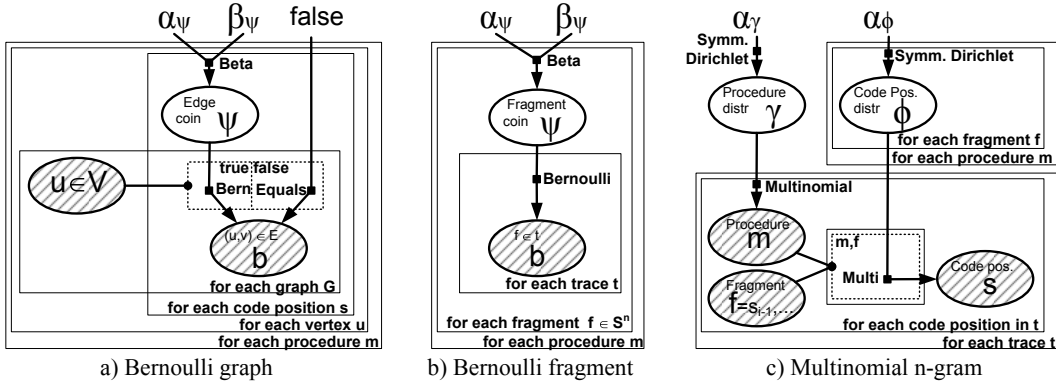 αψ βψ false
Beta
Edge
coin ψ
true false
u∈V
Bern Equals
(u,v) ∈ E
b
for each graph G
for each code position s
for each vertex u
for each procedure m
a) Bernoulli graph
αψ βψ
Beta
Fragment
coin ψ
Bernoulli
f ∈ t
b
for each trace t
for each fragment f ∈ Sⁿ
for each procedure m
b) Bernoulli fragment
αγ αϕ
Symm.
Dirichlet
Symm. Dirichlet
Procedure
distr γ
Code Pos.
distr ϕ
for each fragment f
for each procedure m
Multinomial
Procedure
m
m,f
Multi
Code pos.
s
Fragment
f=sᵢ₋₁,...
for each code position in t
for each trace t
c) Multinomial n-gram